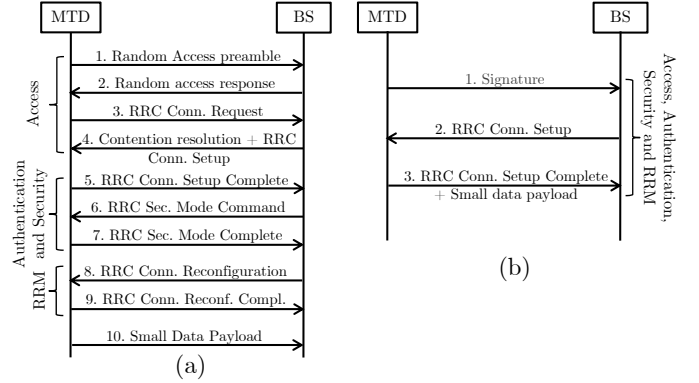 MTD
BS
1. Random Access preamble
2. Random access response
3. RRC Conn. Request
4. Contention resolution + RRC
Conn. Setup
Access
5. RRC Conn. Setup Complete
6. RRC Sec. Mode Command
7. RRC Sec. Mode Complete
Authentication
and Security
8. RRC Conn. Reconfiguration
9. RRC Conn. Reconf. Compl.
RRM
10. Small Data Payload
(a)
MTD
BS
1. Signature
2. RRC Conn. Setup
3. RRC Conn. Setup Complete
+ Small data payload
Access, Authentication,
Security and RRM
(b)